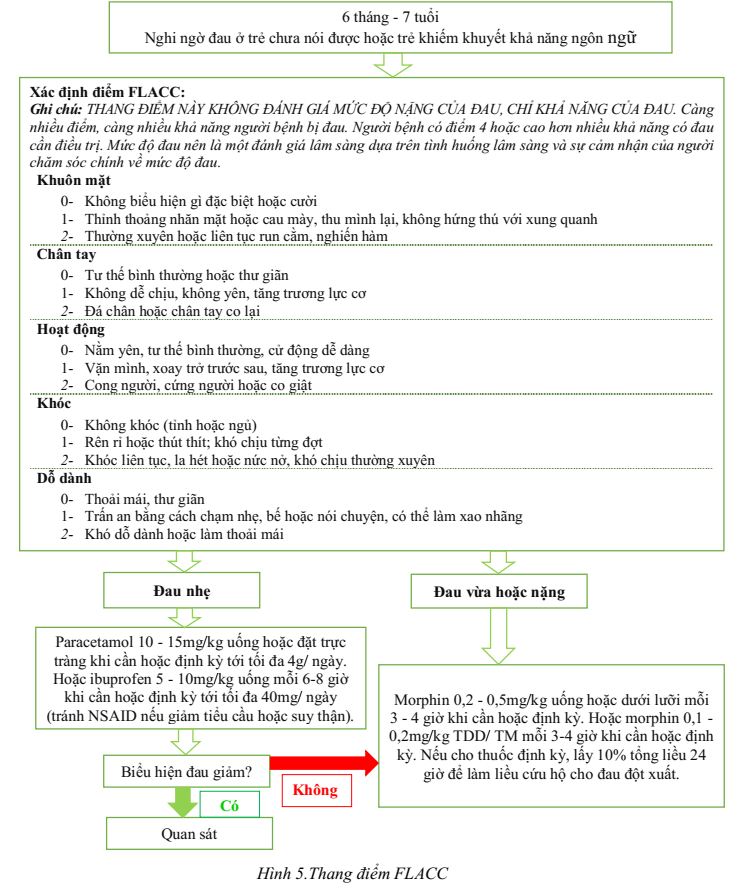 6 tháng - 7 tuổi
Nghi ngờ đau ở trẻ chưa nói được hoặc trẻ khiếm khuyết khả năng ngôn ngữ
Xác định điểm FLACC:
Ghi chú: THANG ĐIỂM NÀY KHÔNG ĐÁNH GIÁ MỨC ĐỘ NẶNG CỦA ĐAU, CHỈ KHẢ NĂNG CỦA ĐAU. Càng
nhiều điểm, càng nhiều khả năng người bệnh bị đau. Người bệnh có điểm 4 hoặc cao hơn nhiều khả năng có đau
cần điều trị. Mức độ đau nên là một đánh giá lâm sàng dựa trên tình huống lâm sàng và sự cảm nhận của người
chăm sóc chính về mức độ đau.
Khuôn mặt
0- Không biểu hiện gì đặc biệt hoặc cười
1- Thỉnh thoảng nhăn mặt hoặc cau mày, thu mình lại, không hứng thú với xung quanh
2- Thường xuyên hoặc liên tục run cằm, nghiến hàm
Chân tay
0- Tư thế bình thường hoặc thư giãn
1- Không dễ chịu, không yên, tăng trương lực cơ
2- Đá chân hoặc chân tay co lại
Hoạt động
0- Nằm yên, tư thế bình thường, cử động dễ dàng
1- Vặn mình, xoay trở trước sau, tăng trương lực cơ
2- Cong người, cứng người hoặc co giật
Khóc
0- Không khóc (tỉnh hoặc ngủ)
1- Rên rỉ hoặc thút thít; khó chịu từng đợt
2- Khóc liên tục, la hét hoặc nức nở, khó chịu thường xuyên
Dỗ dành
0- Thoải mái, thư giãn
1- Trấn an bằng cách chạm nhẹ, bế hoặc nói chuyện, có thể làm xao nhãng
2- Khó dỗ dành hoặc làm thoải mái
Đau nhẹ
Đau vừa hoặc nặng
Paracetamol 10 - 15mg/kg uống hoặc đặt trực
tràng khi cần hoặc định kỳ tới tối đa 4g/ ngày.
Hoặc ibuprofen 5 - 10mg/kg uống mỗi 6-8 giờ
khi cần hoặc định kỳ tới tối đa 40mg/ ngày
(tránh NSAID nếu giảm tiểu cầu hoặc suy thận).
Morphin 0,2 - 0,5mg/kg uống hoặc dưới lưỡi mỗi
3 - 4 giờ khi cần hoặc định kỳ. Hoặc morphin 0,1 -
0,2mg/kg TDD/ TM mỗi 3-4 giờ khi cần hoặc định
kỳ. Nếu cho thuốc định kỳ, lấy 10% tổng liều 24
giờ để làm liều cứu hộ cho đau đột xuất.
Biểu hiện đau giảm?
Không
Có
Quan sát
Hình 5.Thang điểm FLACC